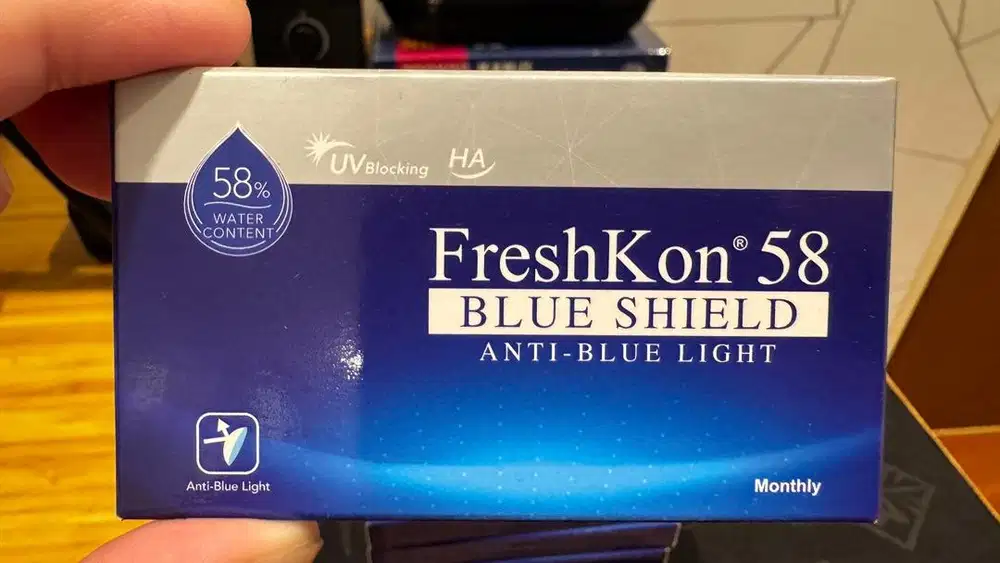 58%
WATER
CONTENT
UV Blocking
HA
FreshKon® 58
BLUE SHIELD
ANTI-BLUE LIGHT
Anti-Blue Light
Monthly